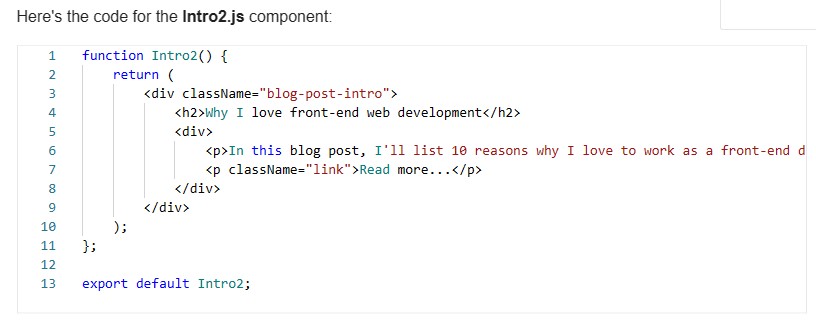 Here's the code for the Intro2.js component:
1 function Intro2() {
2 return (
3 <div className="blog-post-intro">
4 <h2>Why I love front-end web development</h2>
5 <div>
6 <p>In this blog post, I'll list 10 reasons why I love to work as a front-end d
7 <p className="link">Read more...</p>
8 </div>
9 </div>
10 );
11 };
12
13 export default Intro2;